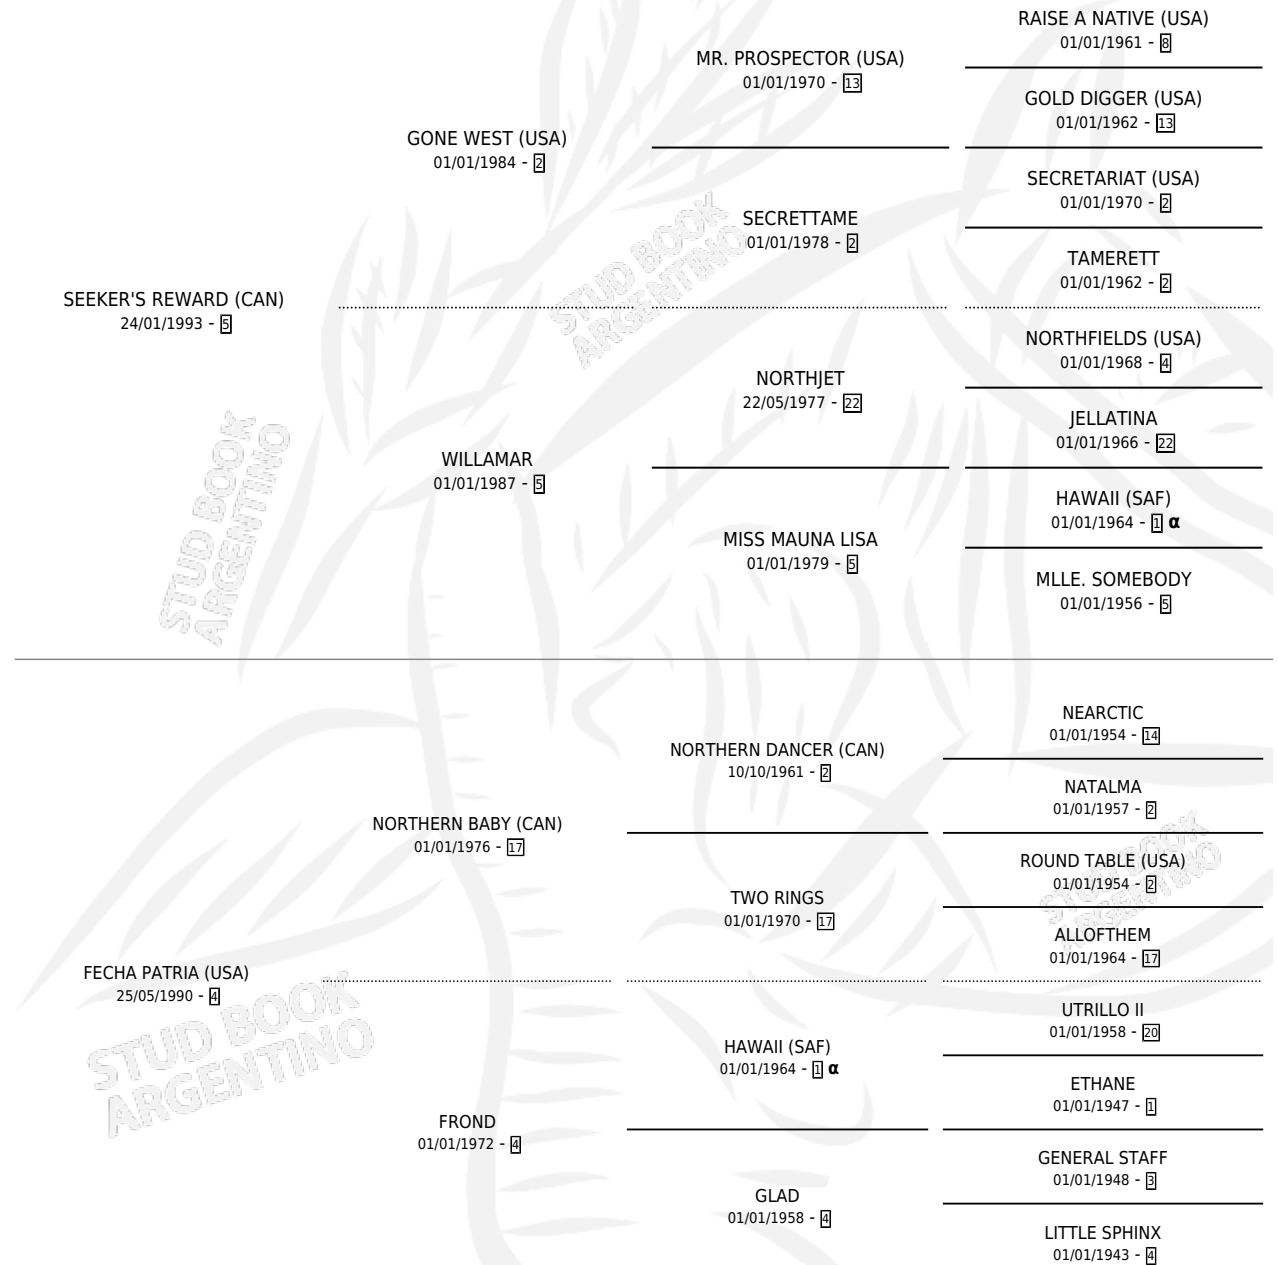 RAISE A NATIVE (USA)
01/01/1961 - 8
MR. PROSPECTOR (USA)
01/01/1970 - 13
GOLD DIGGER (USA)
01/01/1962 - 13
GONE WEST (USA)
01/01/1984 - 2
SECRETARIAT (USA)
01/01/1970 - 2
SECRETTAME
01/01/1978 - 2
TAMERETT
01/01/1962 - 2
STUD BOOK
ARGENTINO
SEEKER'S REWARD (CAN)
24/01/1993 - 5
NORTHFIELDS (USA)
01/01/1968 - 4
NORTHJET
22/05/1977 - 22
JELLATINA
01/01/1966 - 22
WILLAMAR
01/01/1987 - 5
HAWAII (SAF)
01/01/1964 - 1 α
MISS MAUNA LISA
01/01/1979 - 5
MLLE. SOMEBODY
01/01/1956 - 5
STUD BOOK
ARGENTINO
NEARCTIC
01/01/1954 - 14
NORTHERN DANCER (CAN)
10/10/1961 - 2
NATALMA
01/01/1957 - 2
NORTHERN BABY (CAN)
01/01/1976 - 17
ROUND TABLE (USA)
01/01/1954 - 2
TWO RINGS
01/01/1970 - 17
ALLOFTHEM
01/01/1964 - 17
STUD BOOK
ARGENTINO
FECHA PATRIA (USA)
25/05/1990 - 4
UTRILLO II
01/01/1958 - 20
HAWAII (SAF)
01/01/1964 - 1 α
ETHANE
01/01/1947 - 1
FROND
01/01/1972 - 4
GENERAL STAFF
01/01/1948 - 3
GLAD
01/01/1958 - 4
LITTLE SPHINX
01/01/1943 - 4
STUD BOOK
ARGENTINO